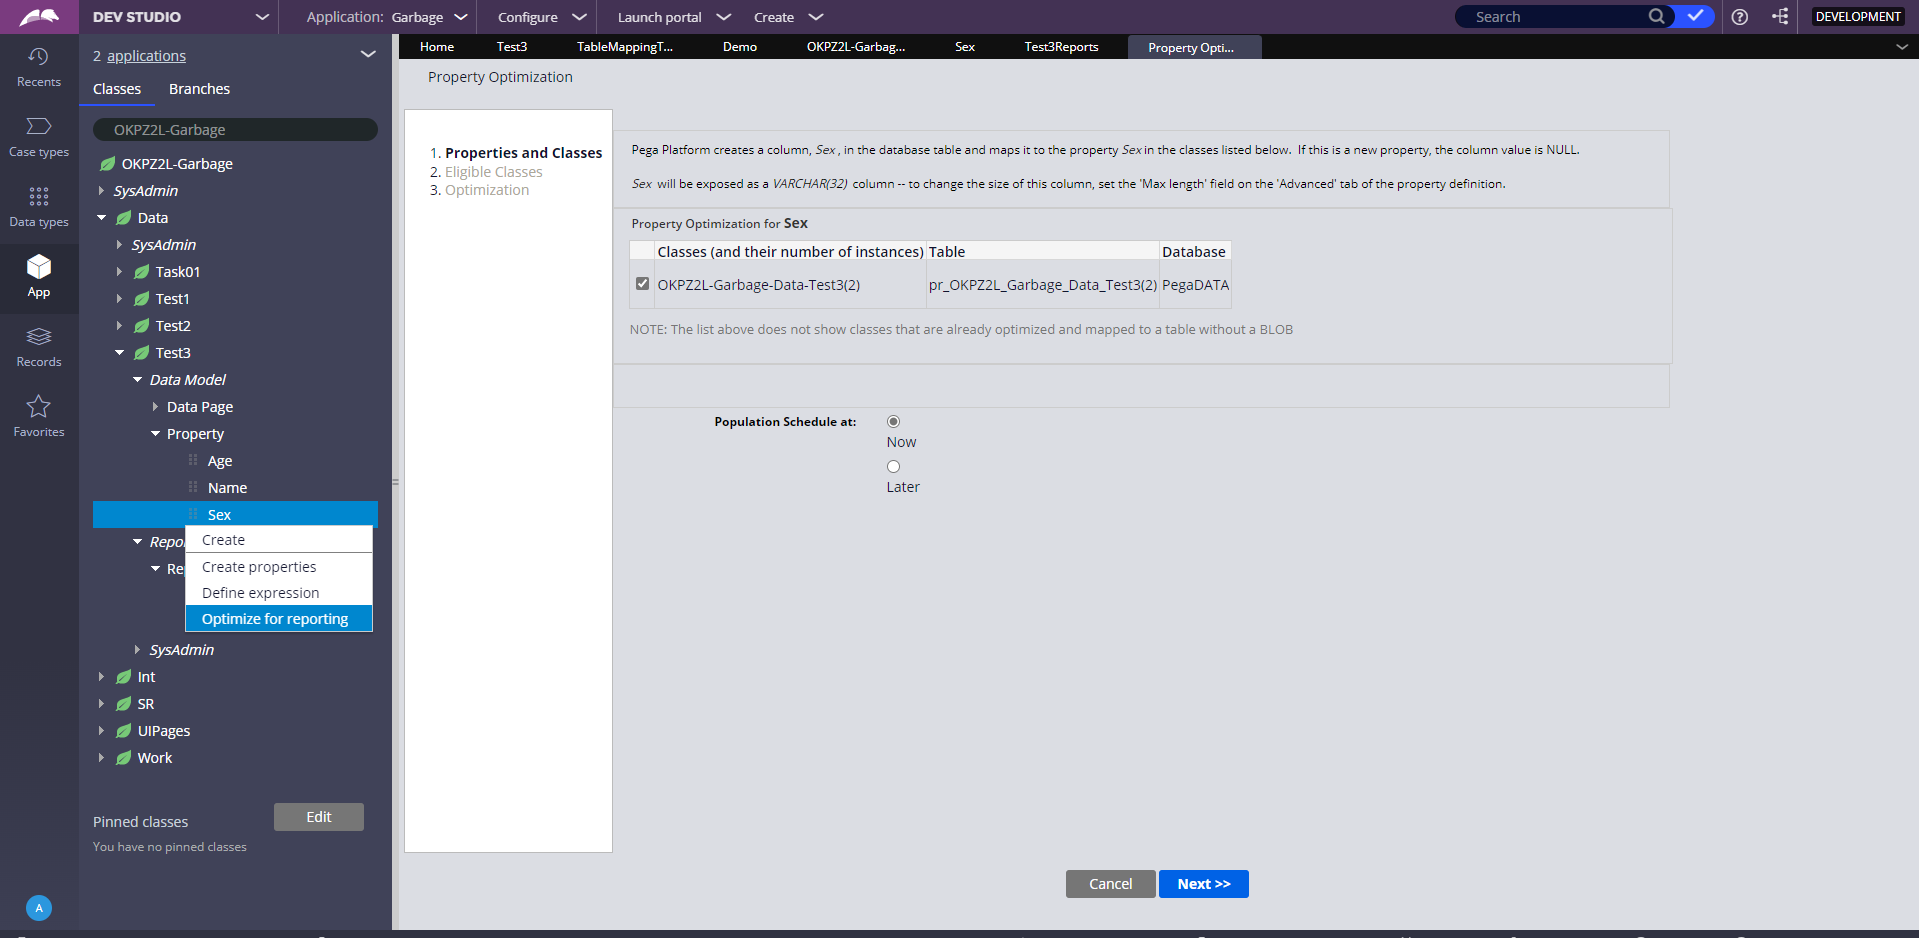 DEV STUDIO
Application: Garbage
Configure
Launch portal
Create
Search
DEVELOPMENT
Recents
Case types
Data types
App
Records
Favorites
A
2 applications
Classes
Branches
OKPZ2L-Garbage
OKPZ2L-Garbage
SysAdmin
Data
SysAdmin
Task01
Test1
Test2
Test3
Data Model
Data Page
Property
Age
Name
Sex
Create
Create properties
Define expression
Optimize for reporting
SysAdmin
Int
SR
UIPages
Work
Pinned classes
Edit
You have no pinned classes
Home
Test3
TableMappingT...
Demo
OKPZ2L-Garbag...
Sex
Test3Reports
Property Opti...
Property Optimization
1. Properties and Classes
2. Eligible Classes
3. Optimization
Pega Platform creates a column, Sex , in the database table and maps it to the property Sex in the classes listed below. If this is a new property, the column value is NULL.
Sex will be exposed as a VARCHAR(32) column -- to change the size of this column, set the 'Max length' field on the 'Advanced' tab of the property definition.
Property Optimization for Sex
Classes (and their number of instances) Table Database
OKPZ2L-Garbage-Data-Test3(2) pr_OKPZ2L_Garbage_Data_Test3(2) PegaDATA
NOTE: The list above does not show classes that are already optimized and mapped to a table without a BLOB
Population Schedule at:
Now
Later
Cancel
Next >>